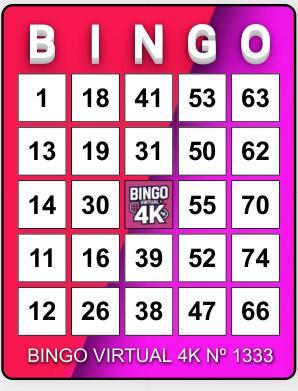 BINGO
1 18 41 53 63
13 19 31 50 62
14 30 BINGO VIRTUAL 4K 55 70
11 16 39 52 74
12 26 38 47 66
BINGO VIRTUAL 4K Nº 1333